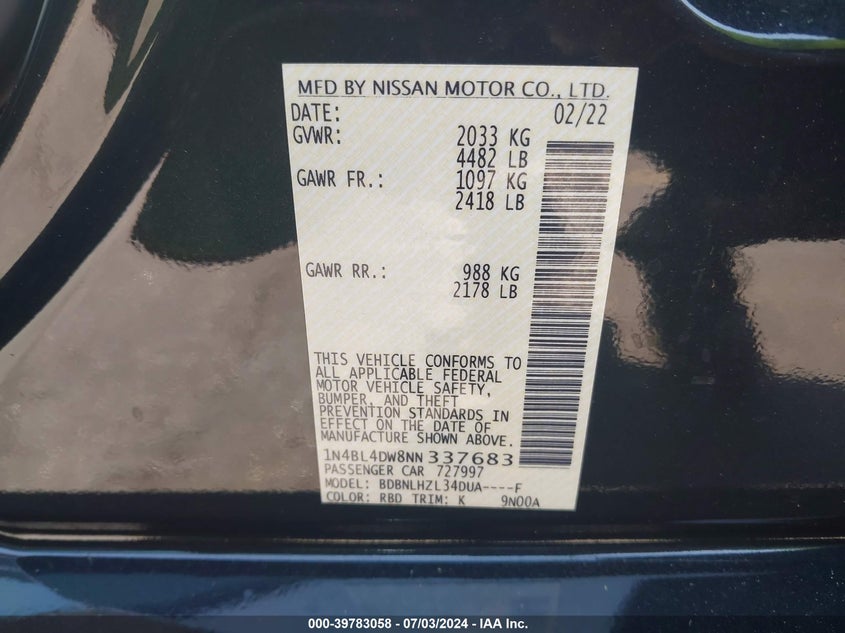 MFD BY NISSAN MOTOR CO., LTD.
DATE: 02/22
GVWR: 2033 KG
4482 LB
GAWR FR.: 1097 KG
2418 LB
GAWR RR.: 988 KG
2178 LB
THIS VEHICLE CONFORMS TO
ALL APPLICABLE FEDERAL
MOTOR VEHICLE SAFETY,
BUMPER, AND THEFT
PREVENTION STANDARDS IN
EFFECT ON THE DATE OF
MANUFACTURE SHOWN ABOVE.
1N4BL4DW8NN337683
PASSENGER CAR 727997
MODEL: BDBNLHZL34DUA----F
COLOR: RBD TRIM: K 9N00A
000-39783058 - 07/03/2024 - IAA Inc.